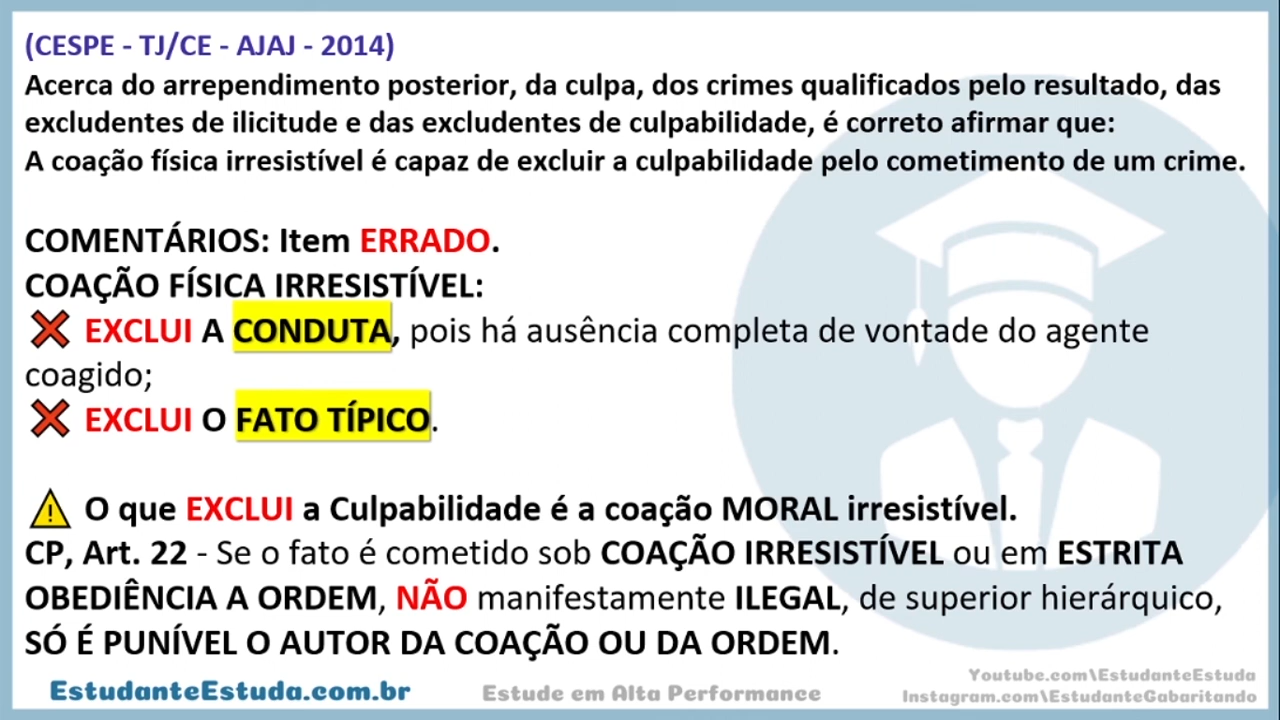 (CESPE - TJ/CE - AJAJ - 2014)
Acerca do arrependimento posterior, da culpa, dos crimes qualificados pelo resultado, das
excludentes de ilicitude e das excludentes de culpabilidade, é correto afirmar que:
A coação física irresistível é capaz de excluir a culpabilidade pelo cometimento de um crime.
COMENTÁRIOS: Item ERRADO.
COAÇÃO FÍSICA IRRESISTÍVEL:
❌ EXCLUI A CONDUTA, pois há ausência completa de vontade do agente
coagido;
❌ EXCLUI O FATO TÍPICO.
⚠ O que EXCLUI a Culpabilidade é a coação MORAL irresistível.
CP, Art. 22 - Se o fato é cometido sob COAÇÃO IRRESISTÍVEL ou em ESTRITA
OBEDIÊNCIA A ORDEM, NÃO manifestamente ILEGAL, de superior hierárquico,
SÓ É PUNÍVEL O AUTOR DA COAÇÃO OU DA ORDEM.
EstudanteEstuda.com.br
Estude em Alta Performance
Youtube.com\EstudanteEstuda
Instagram.com\EstudanteGabaritando